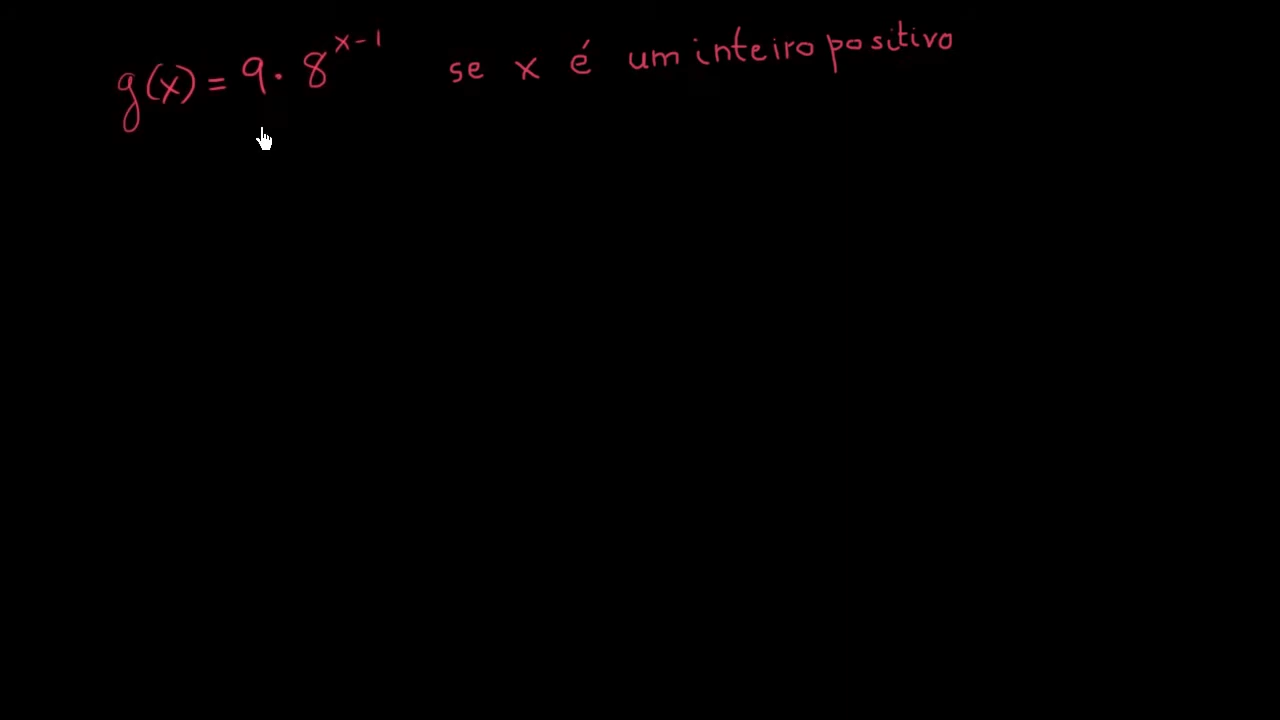 g(x) = 9 · 8^{x-1} se x é um inteiro positivo